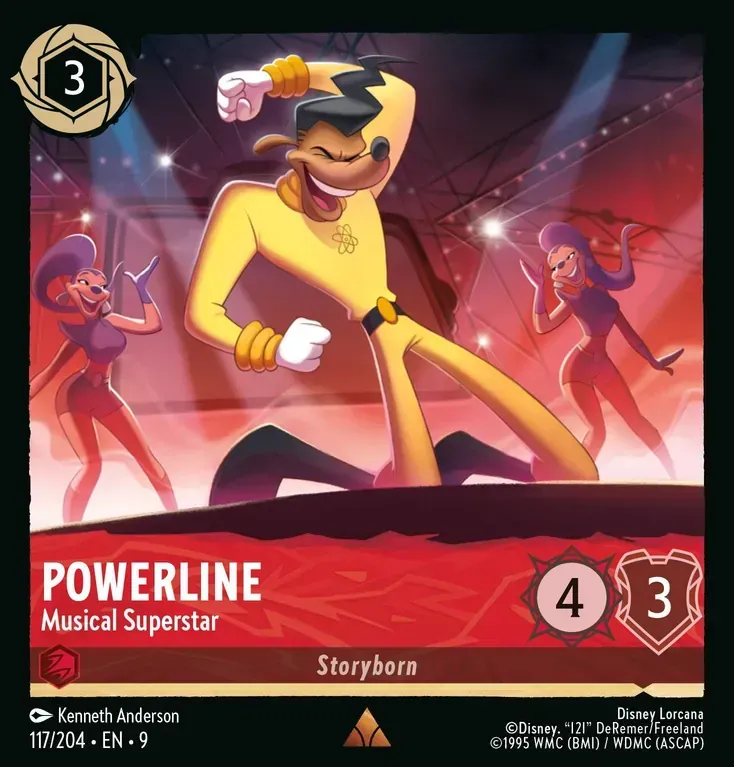 3
POWERLINE
Musical Superstar
4
3
Storyborn
Kenneth Anderson
117/204 • EN • 9
Disney Lorcana
©Disney. "I2I" DeRemer/Freeland
©1995 WMC (BMI) / WDMC (ASCAP)